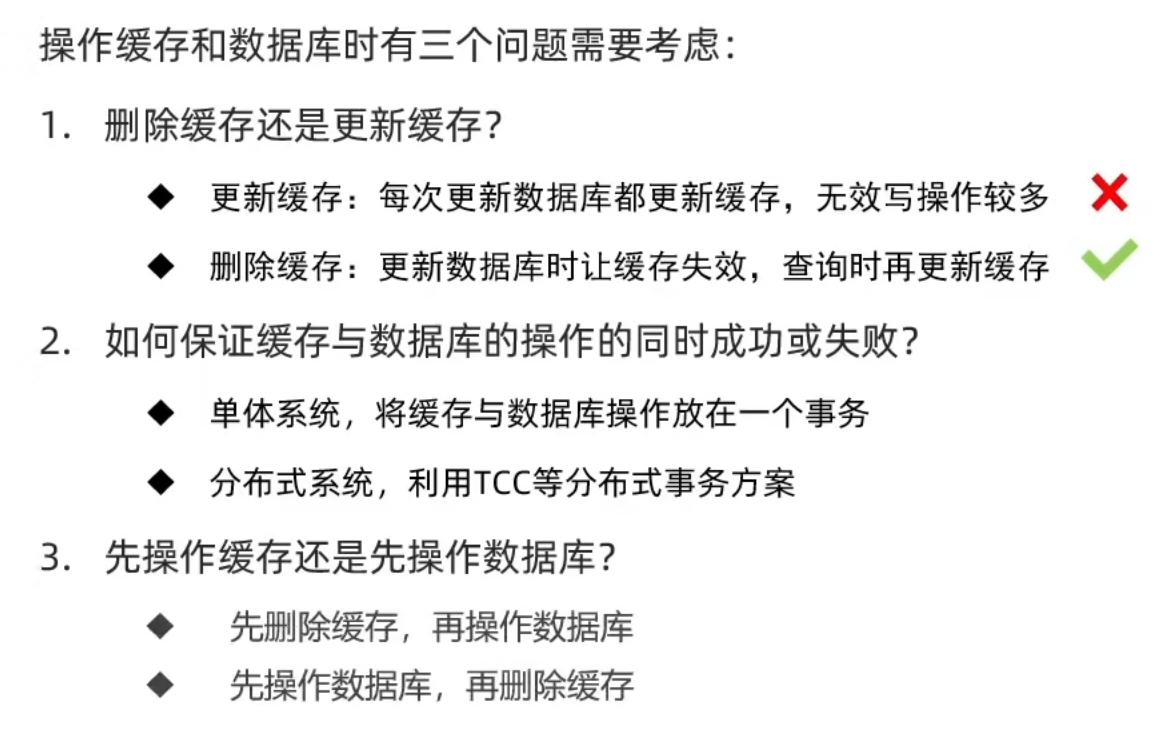 操作缓存和数据库时有三个问题需要考虑：
1. 删除缓存还是更新缓存？
◆ 更新缓存：每次更新数据库都更新缓存，无效写操作较多 ❌
◆ 删除缓存：更新数据库时让缓存失效，查询时再更新缓存 ✔
2. 如何保证缓存与数据库的操作的同时成功或失败？
◆ 单体系统，将缓存与数据库操作放在一个事务
◆ 分布式系统，利用TCC等分布式事务方案
3. 先操作缓存还是先操作数据库？
◆ 先删除缓存，再操作数据库
◆ 先操作数据库，再删除缓存